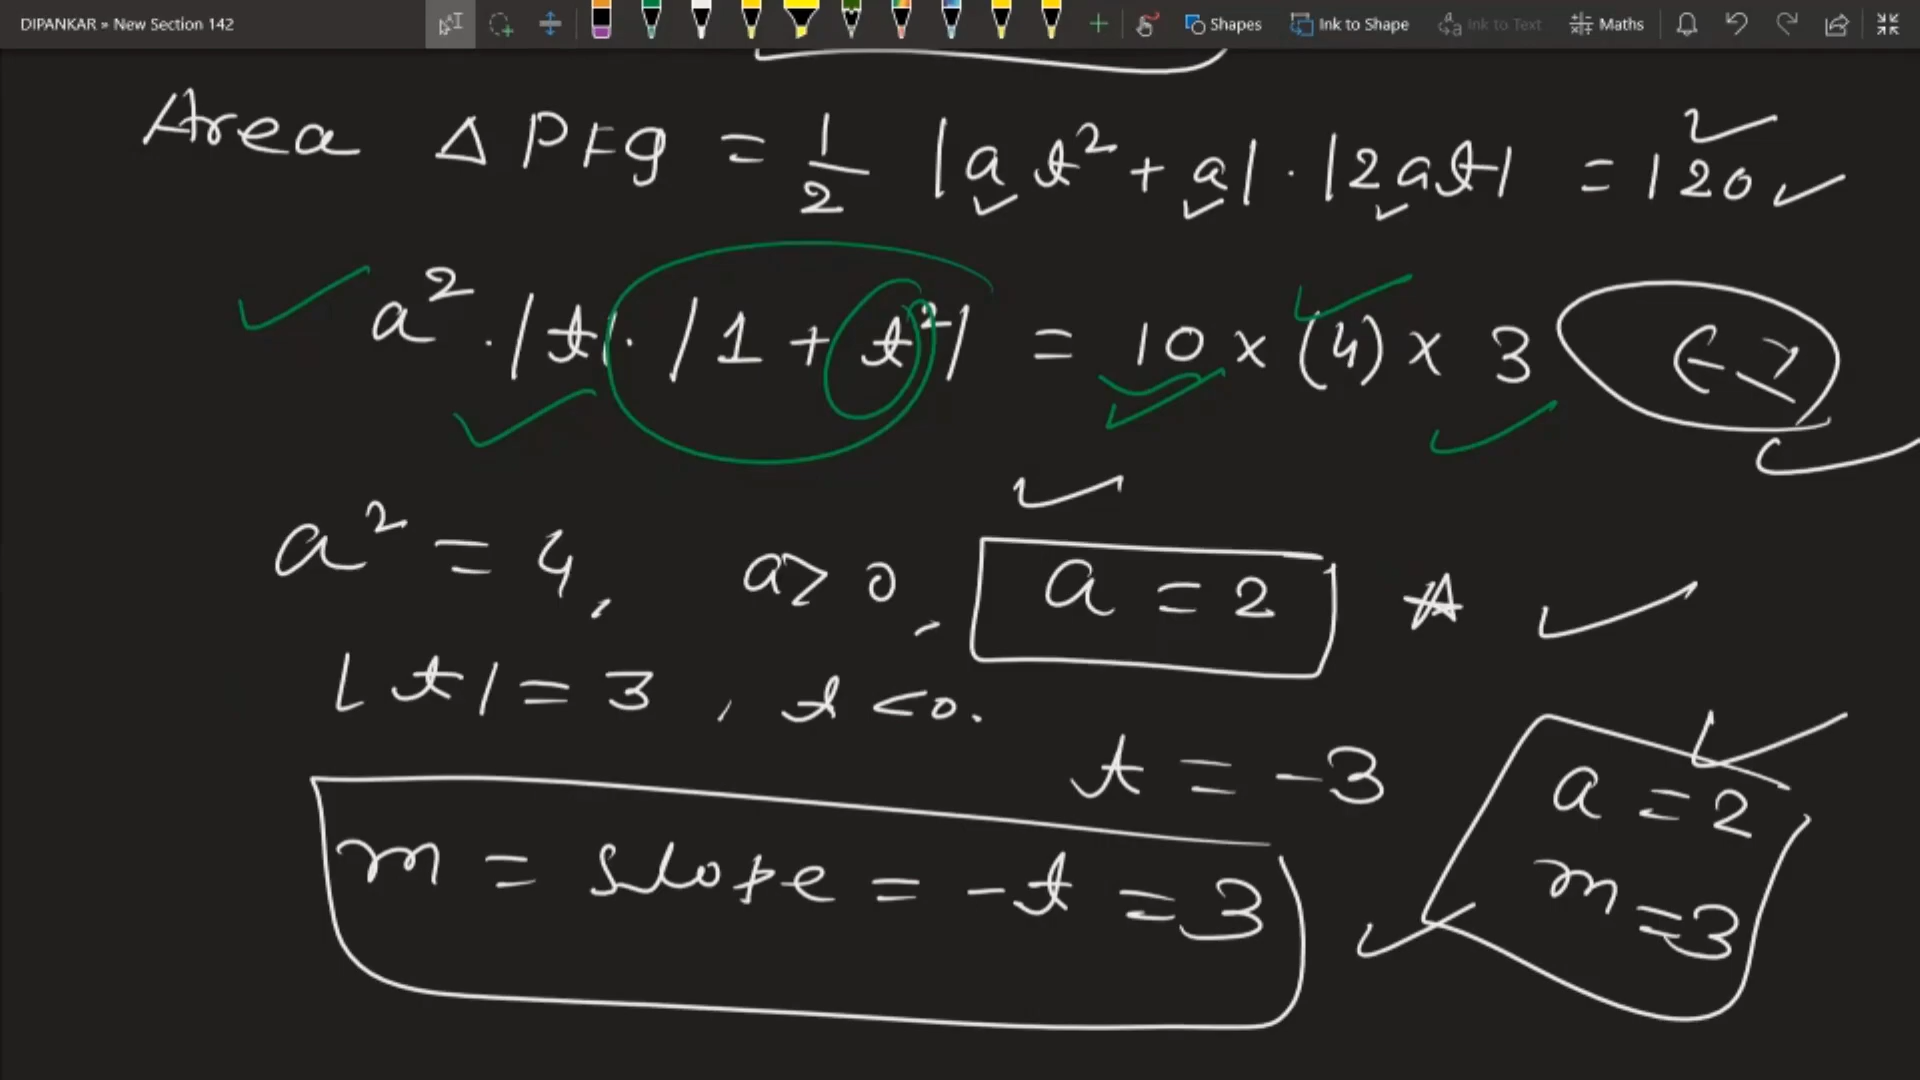 DIPANKAR » New Section 142
Shapes
Ink to Shape
Ink to Text
Maths
Area Δ PFQ = 1/2 |at² + a| · |2at| = 120
a² · |t| · |1 + t²| = 10 × (4) × 3
a² = 4, a > 0, a = 2
|t| = 3, t < 0.
t = -3
m = slope = -t = 3
a = 2
m = 3